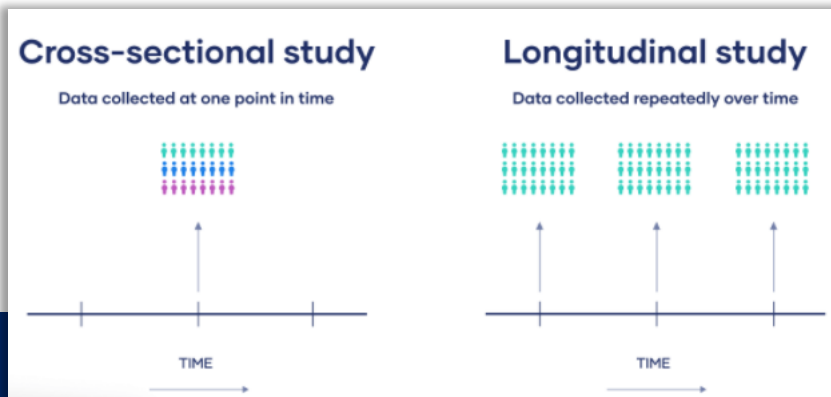 Cross-sectional study
Data collected at one point in time
TIME
Longitudinal study
Data collected repeatedly over time
TIME